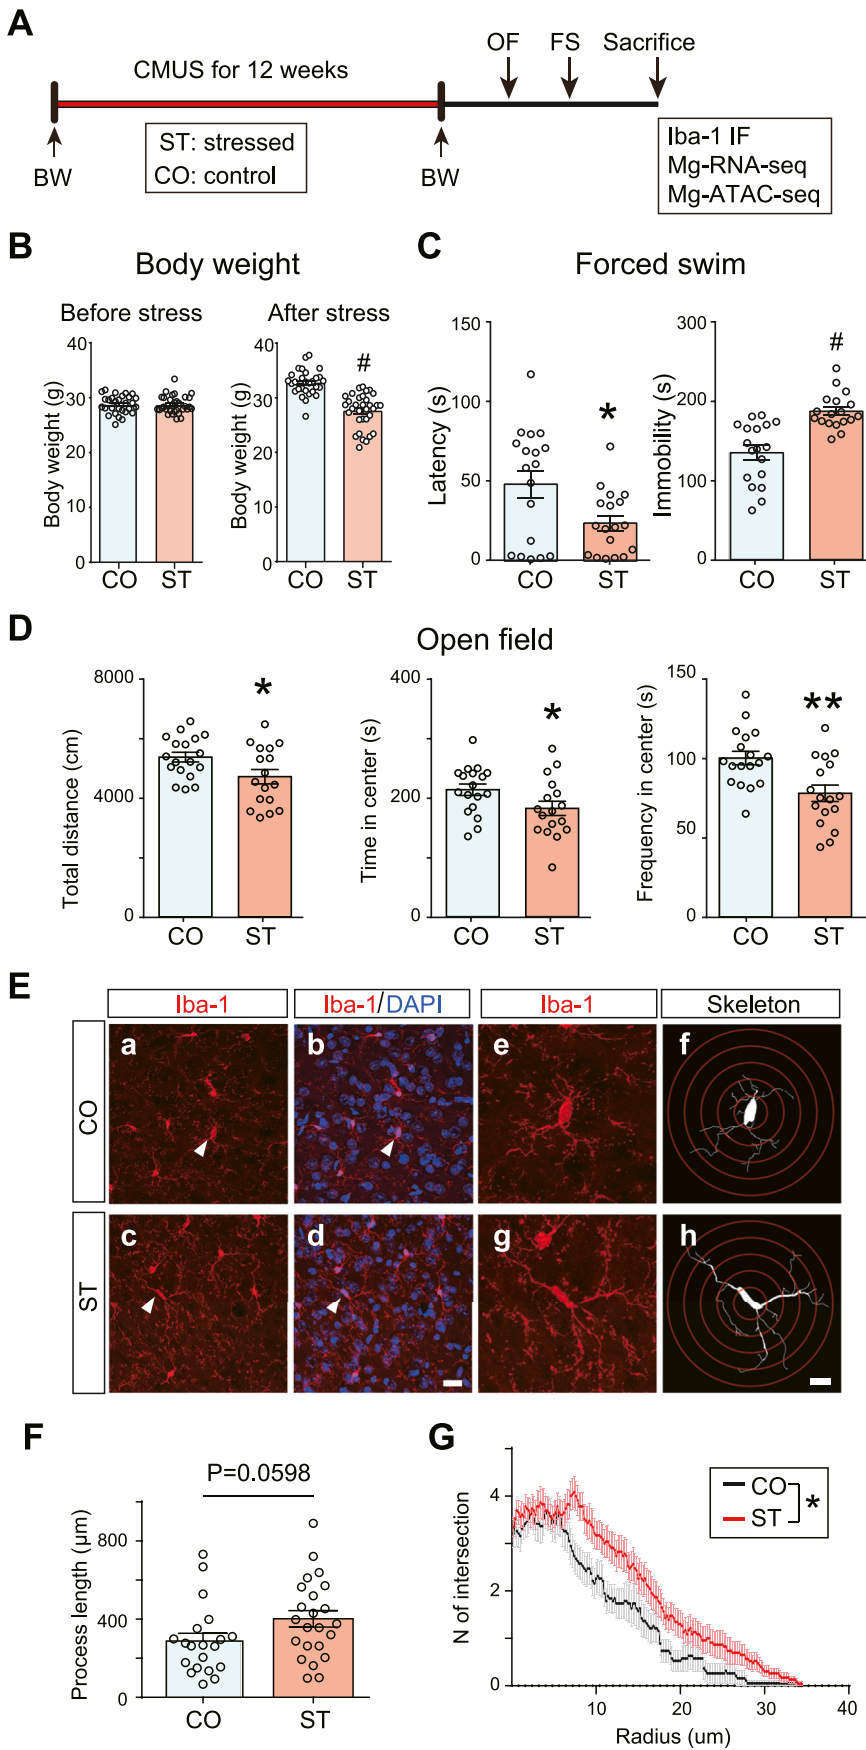 A
OF FS Sacrifice
CMUS for 12 weeks
ST: stressed
CO: control
BW
BW
Iba-1 IF
Mg-RNA-seq
Mg-ATAC-seq
B
Body weight
Before stress
After stress
Body weight (g)
40
30
20
10
0
CO ST
Body weight (g)
40
30
20
10
0
#
CO ST
C
Forced swim
Latency (s)
150
100
50
0
*
CO ST
Immobility (s)
300
200
100
0
#
CO ST
D
Open field
Total distance (cm)
8000
4000
0
*
CO ST
Time in center (s)
400
200
0
*
CO ST
Frequency in center (s)
150
100
50
0
**
CO ST
E
Iba-1
Iba-1/DAPI
Iba-1
Skeleton
CO
a
b
e
f
ST
c
d
g
h
F
P=0.0598
Process length (µm)
800
400
0
CO ST
G
N of intersection
4
2
0
10 20 30 40
Radius (um)
CO
ST
*